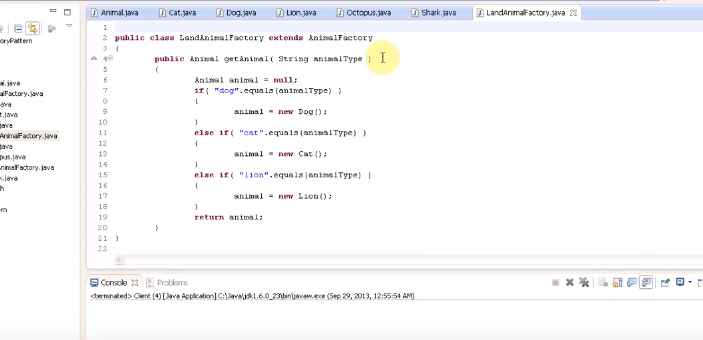 Animal.java Cat.java Dog.java Lion.java Octopus.java Shark.java LandAnimalFactory.java
oryPattern
al.java
malFactory.java
ava
t.java
.java
AnimalFactory.java
.java
pus.java
nimalFactory.java
k.java
h
ern
1
2 public class LandAnimalFactory extends AnimalFactory
3 {
4 public Animal getAnimal( String animalType )
5 {
6 Animal animal = null;
7 if( "dog".equals(animalType) )
8 {
9 animal = new Dog();
10 }
11 else if( "cat".equals(animalType) )
12 {
13 animal = new Cat();
14 }
15 else if( "lion".equals(animalType) )
16 {
17 animal = new Lion();
18 }
19 return animal;
20 }
21 }
22
Console Problems
<terminated> Client (4) [Java Application] C:\Java\jdk1.6.0_23\bin\javaw.exe (Sep 29, 2013, 12:55:54 AM)